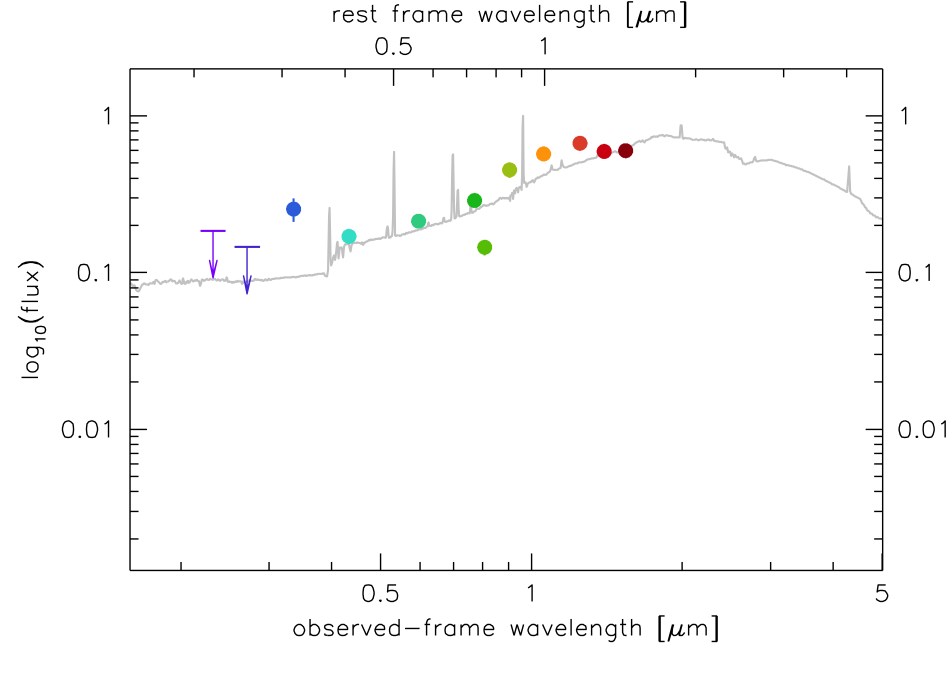 rest frame wavelength [μm]
0.5 1
1 1
0.1 0.1
0.01 0.01
log₁₀(flux)
0.5 1 5
observed-frame wavelength [μm]